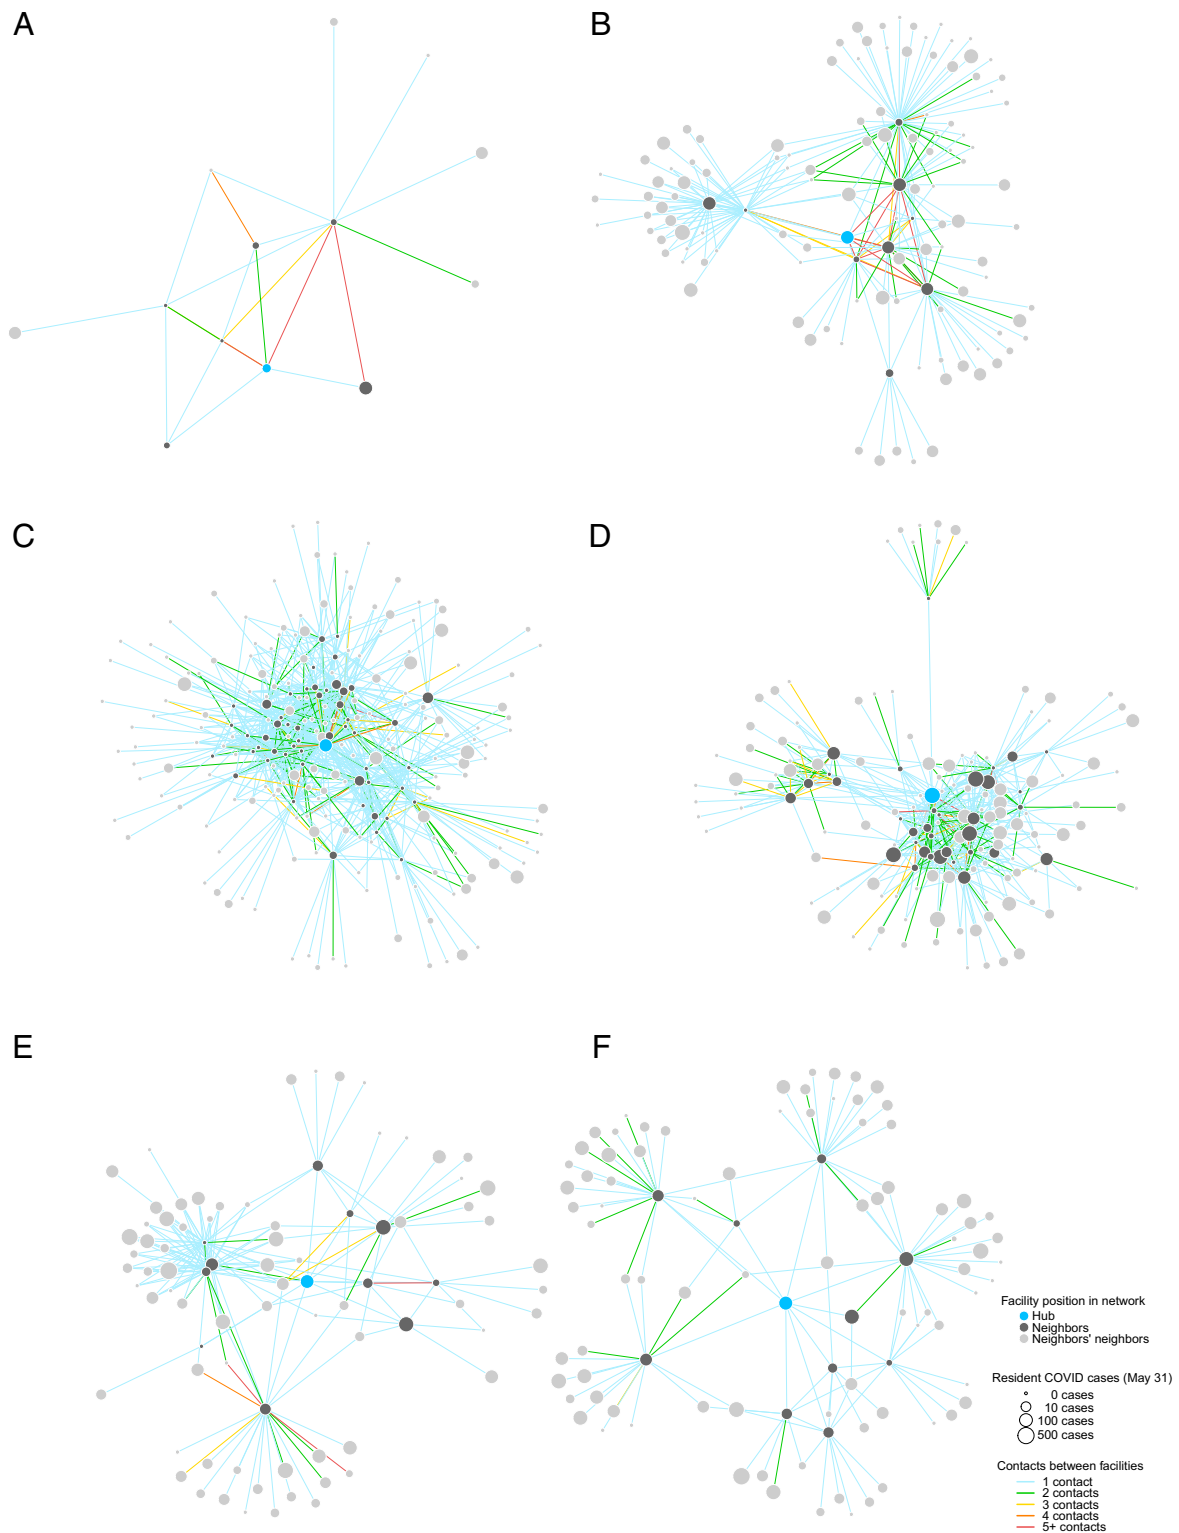 A
B
C
D
E
F
Facility position in network
Hub
Neighbors
Neighbors' neighbors
Resident COVID cases (May 31)
0 cases
10 cases
100 cases
500 cases
Contacts between facilities
1 contact
2 contacts
3 contacts
4 contacts
5+ contacts